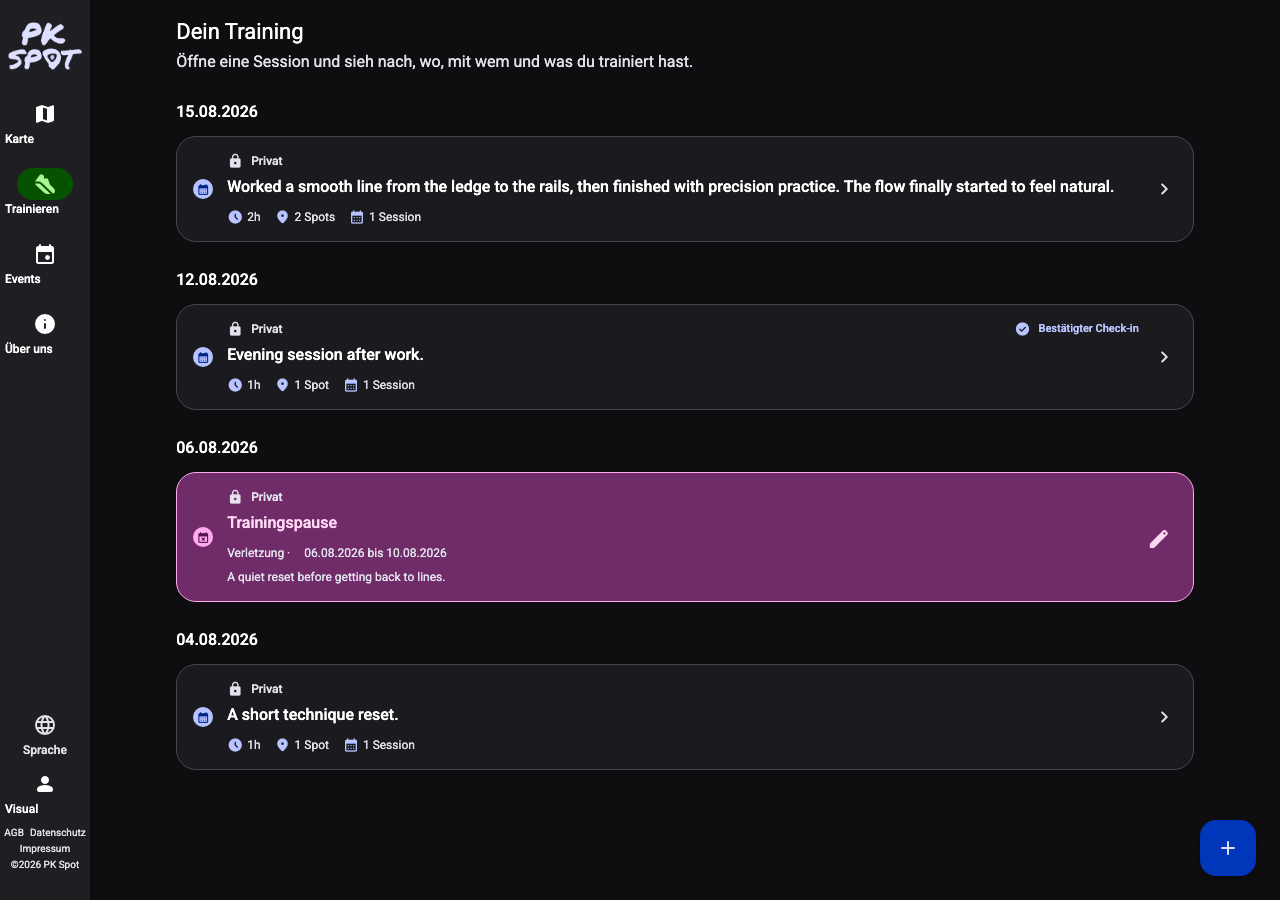 PK
SPOT
Karte
Trainieren
Events
Über uns
Sprache
Visual
AGB Datenschutz
Impressum
©2026 PK Spot
Dein Training
Öffne eine Session und sieh nach, wo, mit wem und was du trainiert hast.
15.08.2026
Privat
Worked a smooth line from the ledge to the rails, then finished with precision practice. The flow finally started to feel natural.
2h 2 Spots 1 Session
12.08.2026
Privat
Bestätigter Check-in
Evening session after work.
1h 1 Spot 1 Session
06.08.2026
Privat
Trainingspause
Verletzung · 06.08.2026 bis 10.08.2026
A quiet reset before getting back to lines.
04.08.2026
Privat
A short technique reset.
1h 1 Spot 1 Session